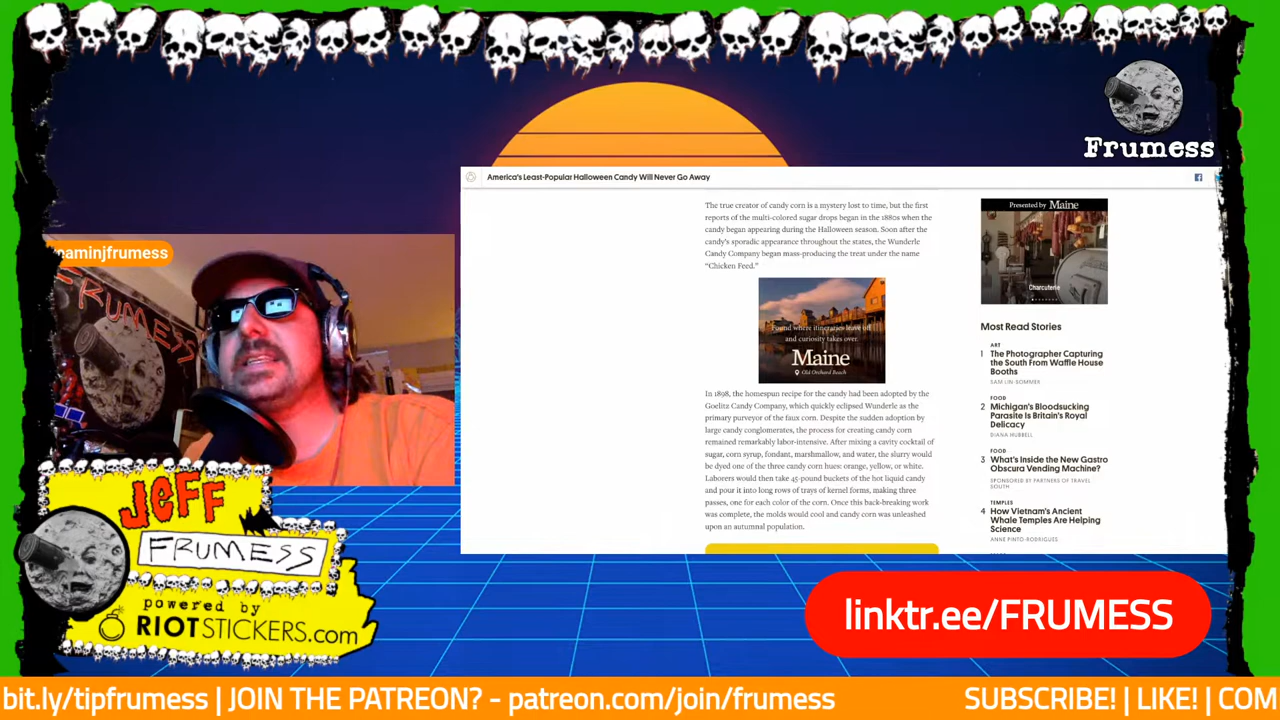 Frumess
America's Least-Popular Halloween Candy Will Never Go Away
The true creator of candy corn is a mystery lost to time, but the first
reports of the multi-colored sugar drops began in the 1880s when the
candy began appearing during the Halloween season. Soon after the
candy's sporadic appearance throughout the states, the Wunderle
Candy Company began mass-producing the treat under the name
“Chicken Feed.”
Found where itineraries leave off
and curiosity takes over.
Maine
Old Orchard Beach
In 1898, the homespun recipe for the candy had been adopted by the
Goelitz Candy Company, which quickly eclipsed Wunderle as the
primary purveyor of the faux corn. Despite the sudden adoption by
large candy conglomerates, the process for creating candy corn
remained remarkably labor-intensive. After mixing a cavity cocktail of
sugar, corn syrup, fondant, marshmallow, and water, the slurry would
be dyed one of the three candy corn hues: orange, yellow, or white.
Laborers would then take 45-pound buckets of the hot liquid candy
and pour it into long rows of trays of kernel forms, making three
passes, one for each color of the corn. Once this back-breaking work
was complete, the molds would cool and candy corn was unleashed
upon an autumnal population.
Presented by Maine
Charcuterie
Most Read Stories
ART
1 The Photographer Capturing
the South From Waffle House
Booths
SAM LIN-SOMMER
FOOD
2 Michigan's Bloodsucking
Parasite Is Britain's Royal
Delicacy
DIANA HUBBELL
FOOD
3 What's Inside the New Gastro
Obscura Vending Machine?
SPONSORED BY PARTNERS OF TRAVEL
SOUTH
TEMPLES
4 How Vietnam's Ancient
Whale Temples Are Helping
Science
ANNE PINTO-RODRIGUES
eaminjfrumess
FRUMESS
JEFF
FRUMESS
powered by
RIOTSTICKERS.com
linktr.ee/FRUMESS
bit.ly/tipfrumess | JOIN THE PATREON? - patreon.com/join/frumess SUBSCRIBE! | LIKE! | COM